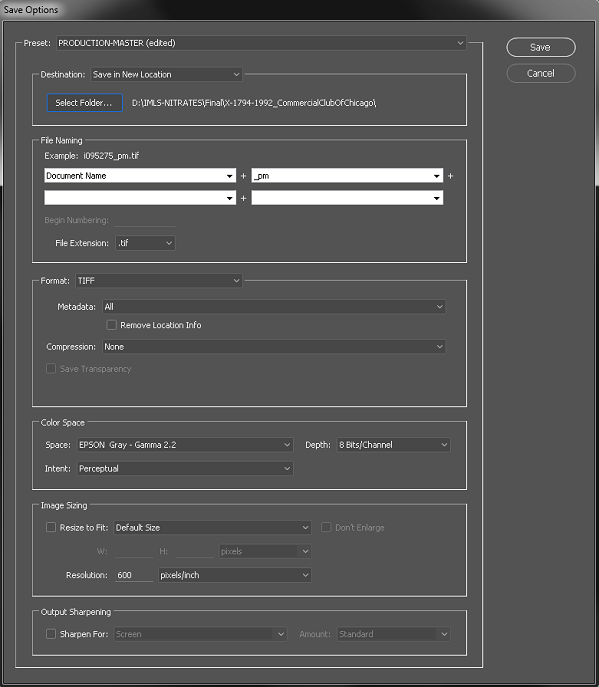 Save Options
Preset: PRODUCTION-MASTER (edited)
Save
Cancel
Destination: Save in New Location
Select Folder... D:\IMLS-NITRATES\Final\X-1794-1992_CommercialClubOfChicago\
File Naming
Example: i095275_pm.tif
Document Name + _pm +
+
Begin Numbering:
File Extension: .tif
Format: TIFF
Metadata: All
Remove Location Info
Compression: None
Save Transparency
Color Space
Space: EPSON Gray - Gamma 2.2 Depth: 8 Bits/Channel
Intent: Perceptual
Image Sizing
Resize to Fit: Default Size Don't Enlarge
W: H: pixels
Resolution: 600 pixels/inch
Output Sharpening
Sharpen For: Screen Amount: Standard